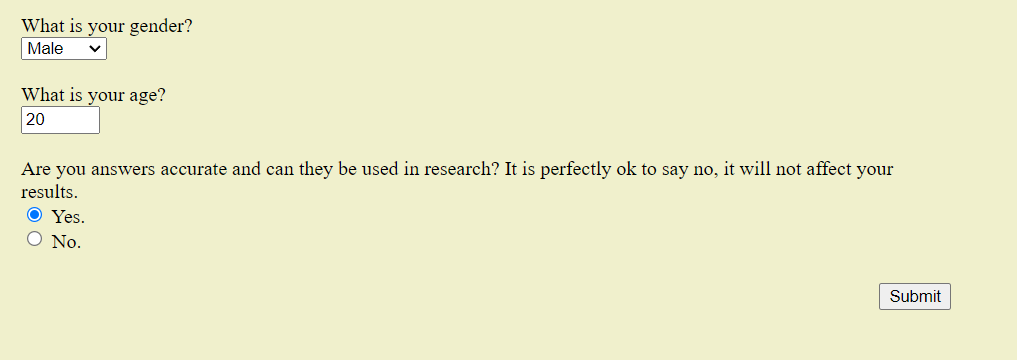 What is your gender?
Male
What is your age?
20
Are you answers accurate and can they be used in research? It is perfectly ok to say no, it will not affect your
results.
Yes.
No.
Submit